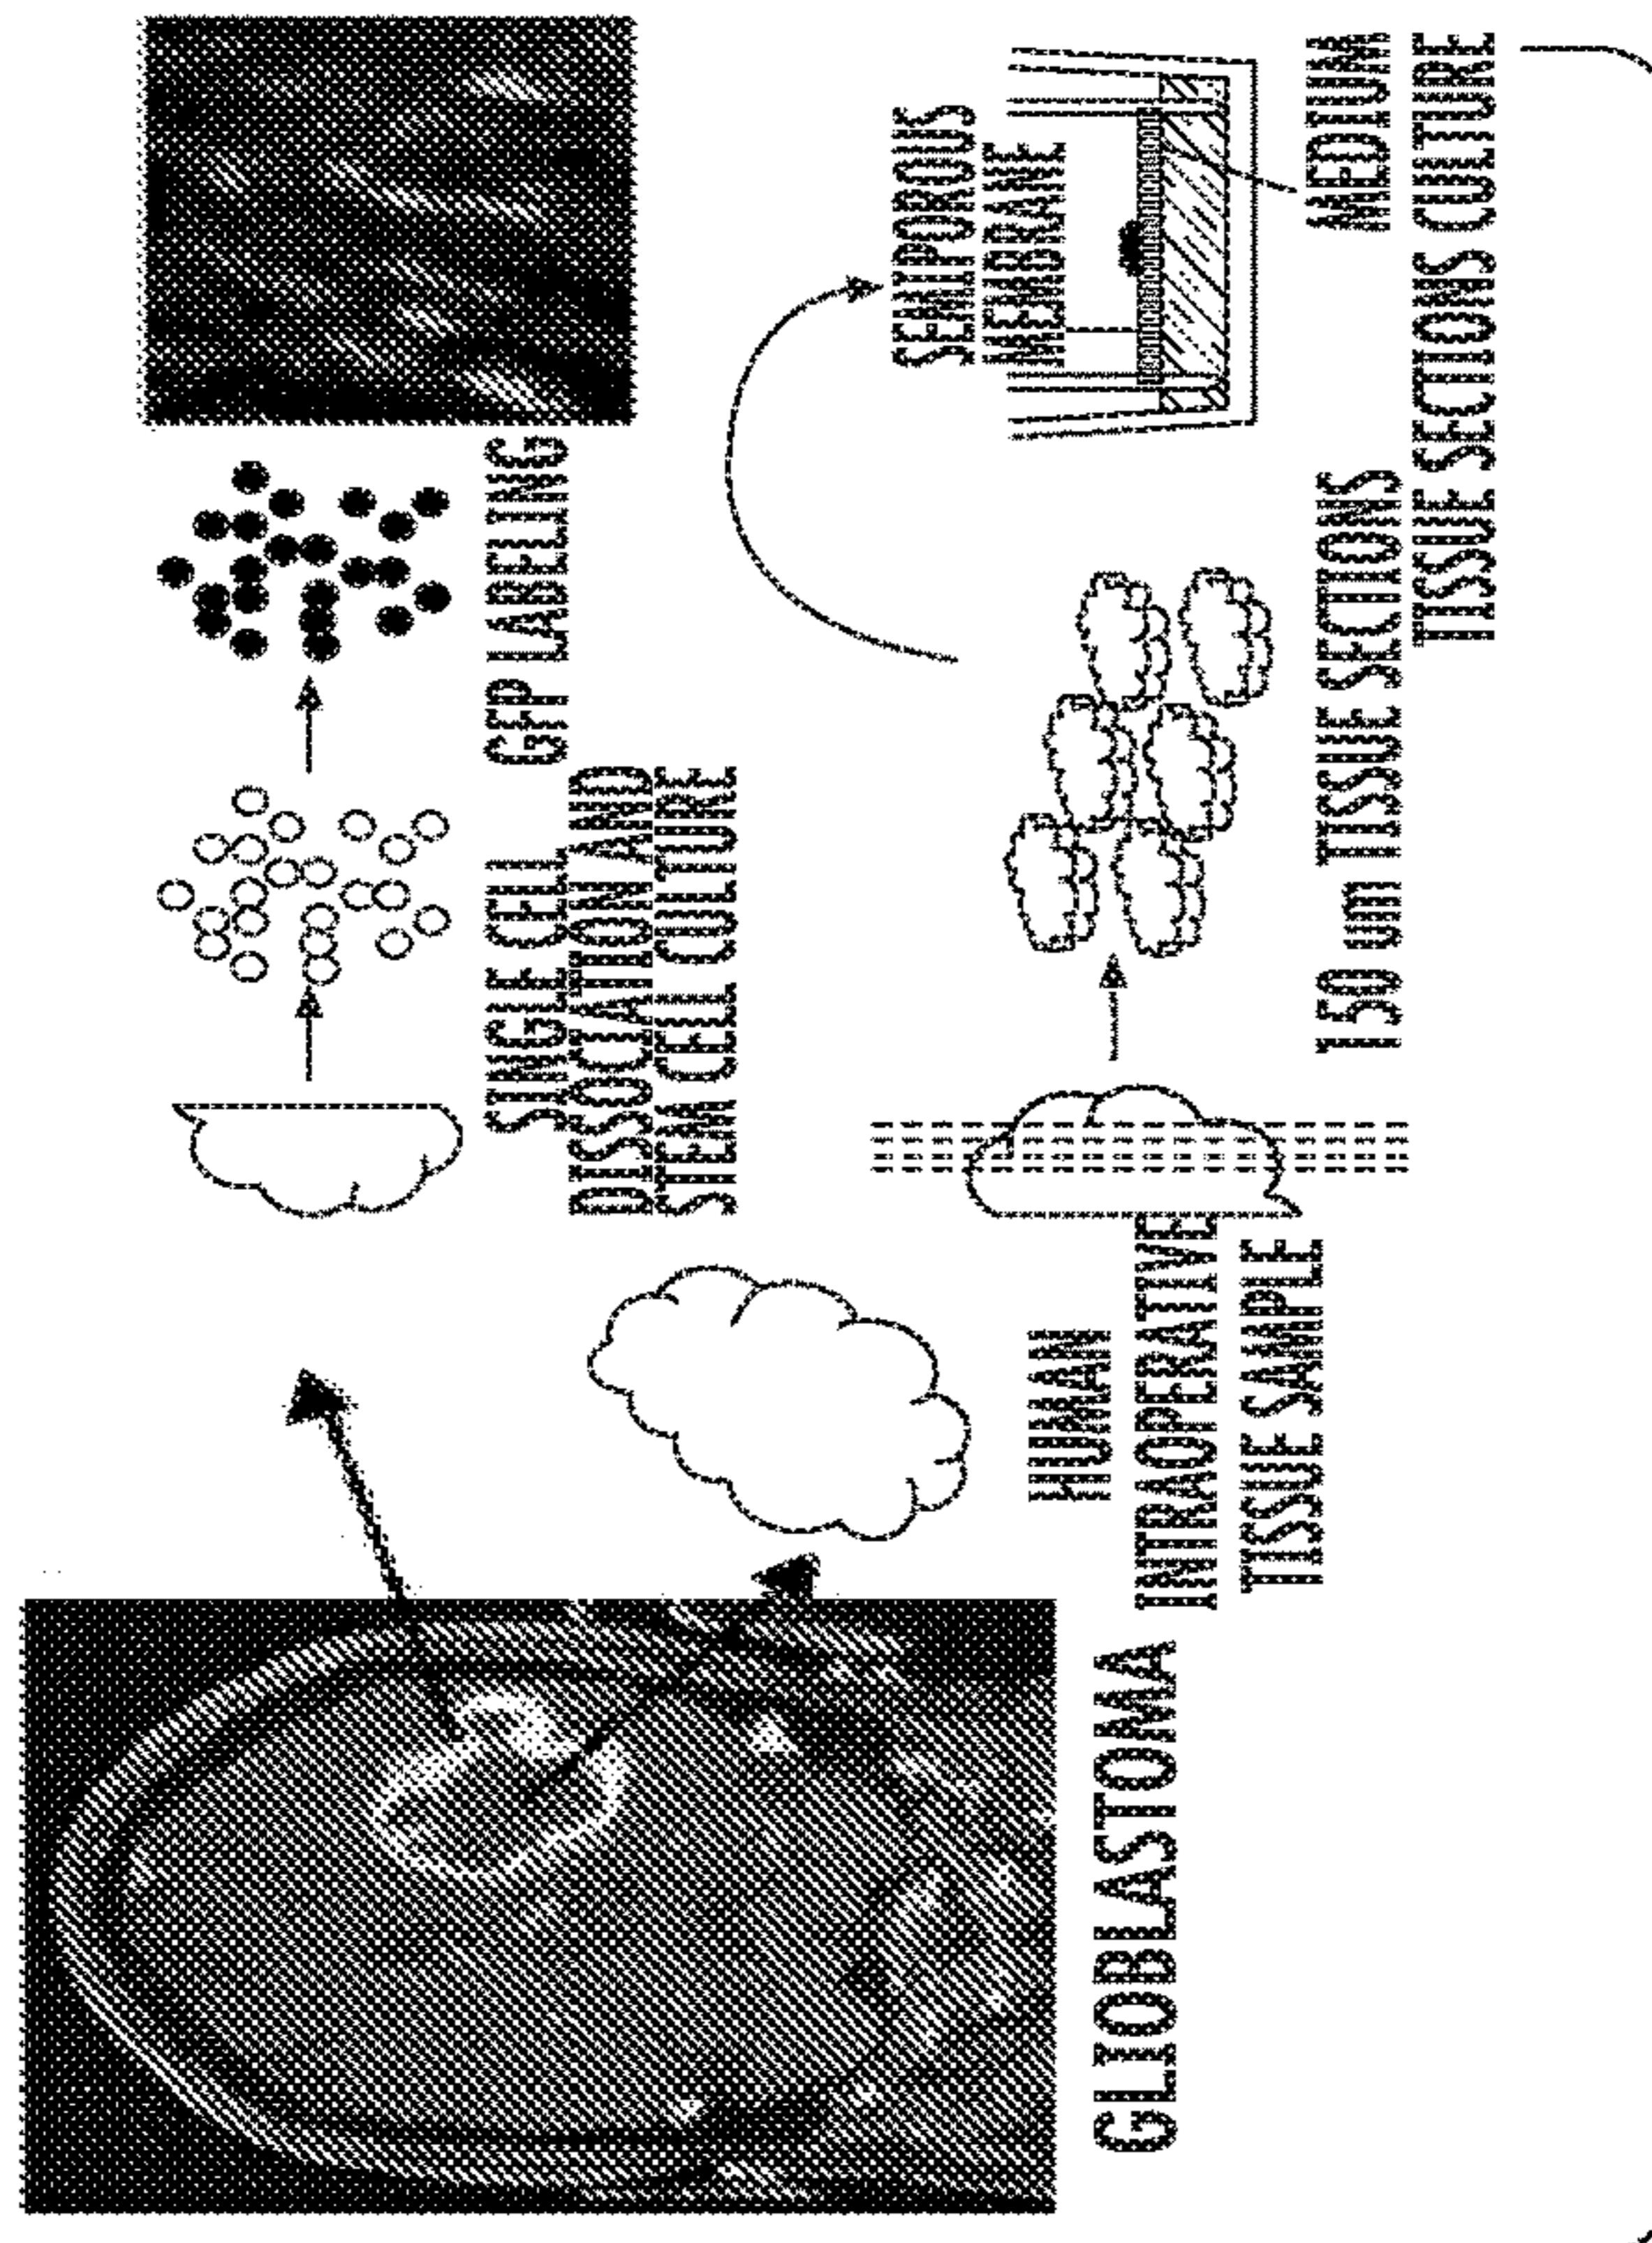 GLIOBLASTOMA
HUMAN
INTRAOPERATIVE
TISSUE SAMPLE
SINGLE CELL
DISSOCIATION AND
STEM CELL CULTURE
GFP LABELING
150 um TISSUE SECTIONS
SEMIPOROUS
MEMBRANE
MEDIUM
TISSUE SECTIONS CULTURE